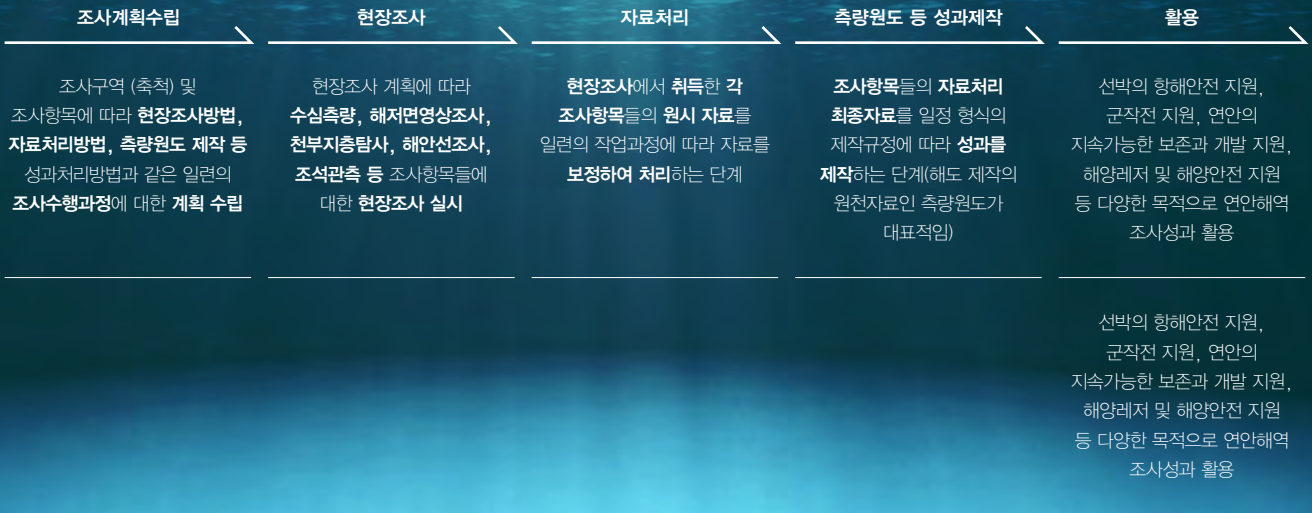 조사계획수립
조사구역 (축척) 및
조사항목에 따라 현장조사방법,
자료처리방법, 측량원도 제작 등
성과처리방법과 같은 일련의
조사수행과정에 대한 계획 수립
현장조사
현장조사 계획에 따라
수심측량, 해저면영상조사,
천부지층탐사, 해안선조사,
조석관측 등 조사항목들에
대한 현장조사 실시
자료처리
현장조사에서 취득한 각
조사항목들의 원시 자료를
일련의 작업과정에 따라 자료를
보정하여 처리하는 단계
측량원도 등 성과제작
조사항목들의 자료처리
최종자료를 일정 형식의
제작규정에 따라 성과를
제작하는 단계(해도 제작의
원천자료인 측량원도가
대표적임)
활용
선박의 항해안전 지원,
군작전 지원, 연안의
지속가능한 보존과 개발 지원,
해양레저 및 해양안전 지원
등 다양한 목적으로 연안해역
조사성과 활용
선박의 항해안전 지원,
군작전 지원, 연안의
지속가능한 보존과 개발 지원,
해양레저 및 해양안전 지원
등 다양한 목적으로 연안해역
조사성과 활용